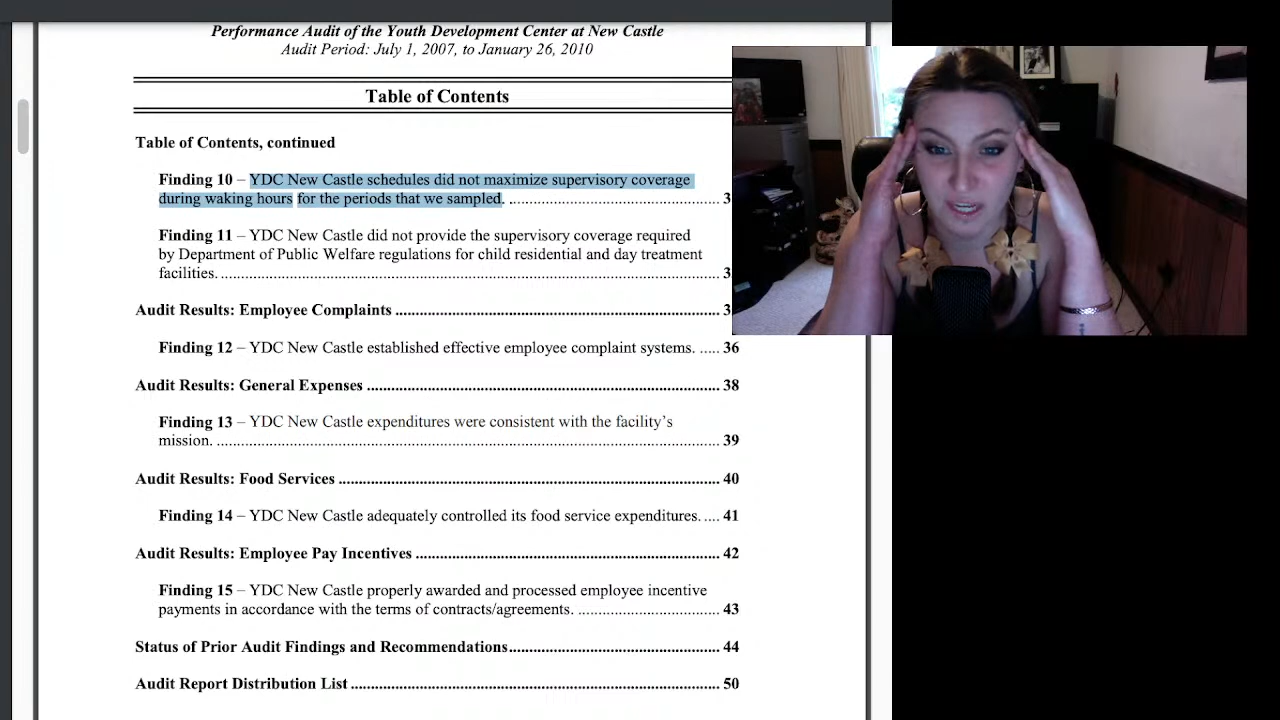 Performance Audit of the Youth Development Center at New Castle
Audit Period: July 1, 2007, to January 26, 2010
Table of Contents
Table of Contents, continued
Finding 10 – YDC New Castle schedules did not maximize supervisory coverage
during waking hours for the periods that we sampled. ........ 3
Finding 11 – YDC New Castle did not provide the supervisory coverage required
by Department of Public Welfare regulations for child residential and day treatment
facilities. ........ 3
Audit Results: Employee Complaints ........ 3
Finding 12 – YDC New Castle established effective employee complaint systems. ..... 36
Audit Results: General Expenses ........ 38
Finding 13 – YDC New Castle expenditures were consistent with the facility’s
mission. ........ 39
Audit Results: Food Services ........ 40
Finding 14 – YDC New Castle adequately controlled its food service expenditures. .... 41
Audit Results: Employee Pay Incentives ........ 42
Finding 15 – YDC New Castle properly awarded and processed employee incentive
payments in accordance with the terms of contracts/agreements. ........ 43
Status of Prior Audit Findings and Recommendations ........ 44
Audit Report Distribution List ........ 50